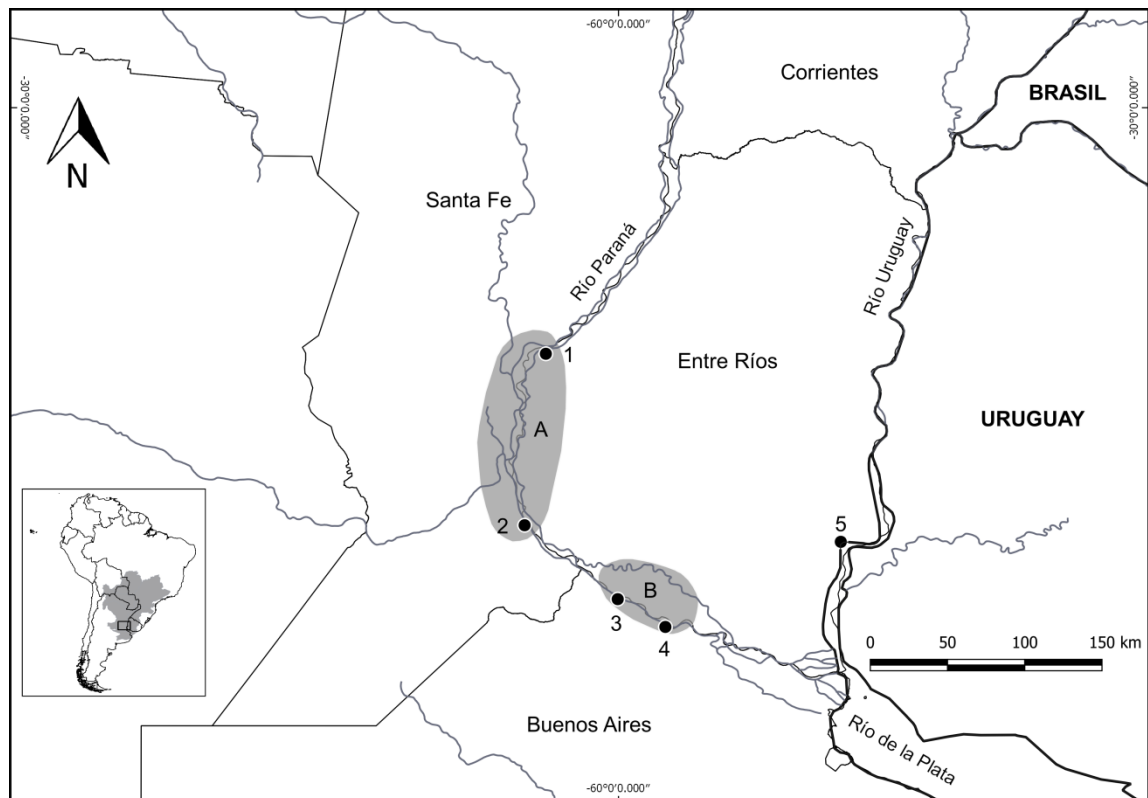 -60°0'0.000"
Corrientes
BRASIL
-30°0'0.000"
-30°0'0.000"
N
Santa Fe
Río Paraná
Río Uruguay
1
Entre Ríos
A
URUGUAY
2
5
B
3
4
0 50 100 150 km
Buenos Aires
Río de la Plata
-60°0'0.000"